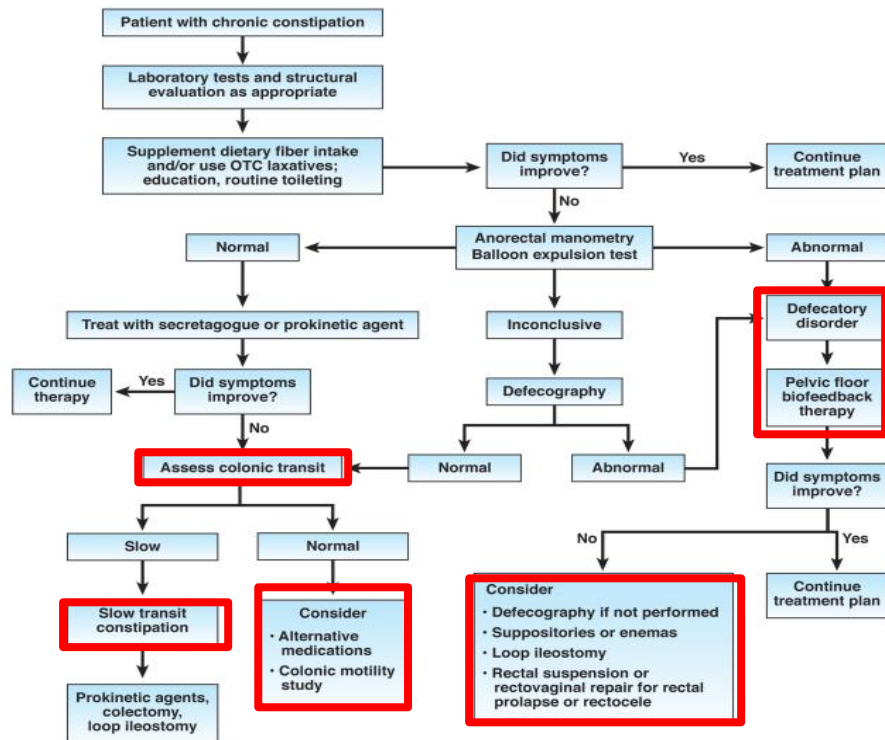 Patient with chronic constipation
Laboratory tests and structural
evaluation as appropriate
Supplement dietary fiber intake
and/or use OTC laxatives;
education, routine toileting
Did symptoms
improve?
Yes
Continue
treatment plan
No
Normal
Anorectal manometry
Balloon expulsion test
Abnormal
Treat with secretagogue or prokinetic agent
Inconclusive
Defecatory
disorder
Continue
therapy
Yes
Did symptoms
improve?
Defecography
Pelvic floor
biofeedback
therapy
No
Assess colonic transit
Normal
Abnormal
Did symptoms
improve?
Slow
Normal
No
Yes
Slow transit
constipation
Consider
· Alternative
medications
· Colonic motility
study
Consider
· Defecography if not performed
· Suppositories or enemas
· Loop ileostomy
· Rectal suspension or
rectovaginal repair for rectal
prolapse or rectocele
Continue
treatment plan
Prokinetic agents,
colectomy,
loop ileostomy